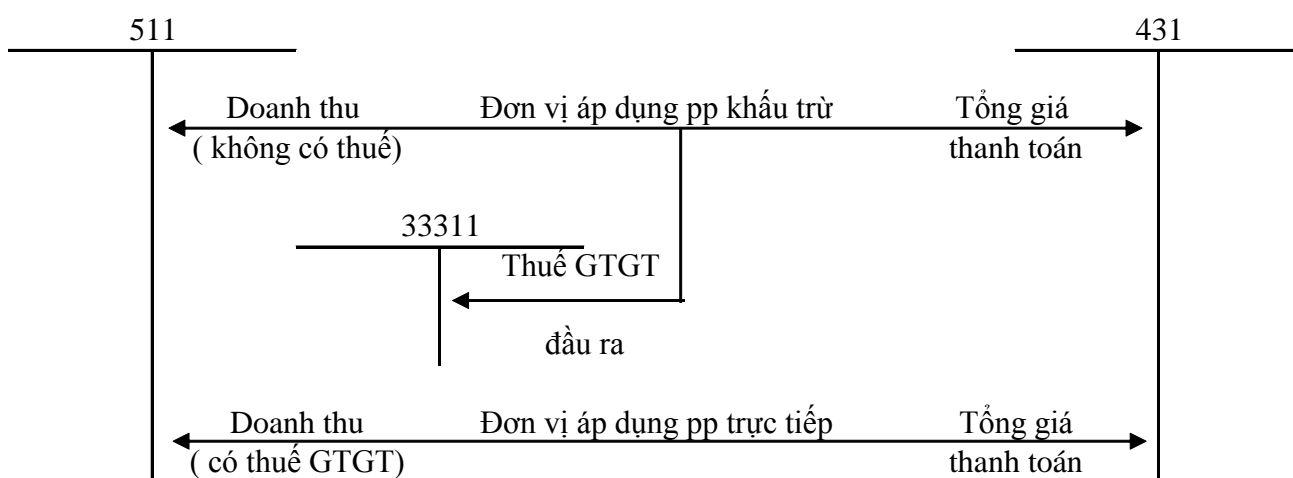 511 431
Doanh thu Đơn vị áp dụng pp khấu trừ Tổng giá
( không có thuế) thanh toán
33311
Thuế GTGT
đầu ra
Doanh thu Đơn vị áp dụng pp trực tiếp Tổng giá
( có thuế GTGT) thanh toán